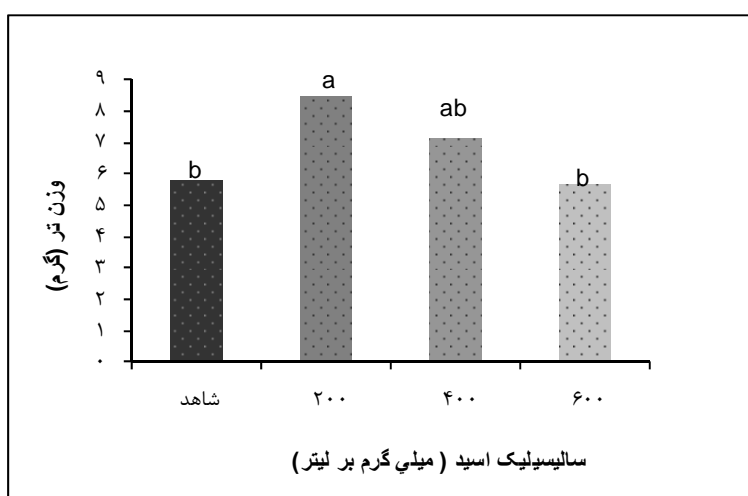 ۹
۸
۷
۶
۵
۴
۳
۲
۱
۰
وزن تر (گرم)
b
a
ab
b
شاهد
۲۰۰
۴۰۰
۶۰۰
ساليسيليک اسيد ( ميلي گرم بر ليتر)